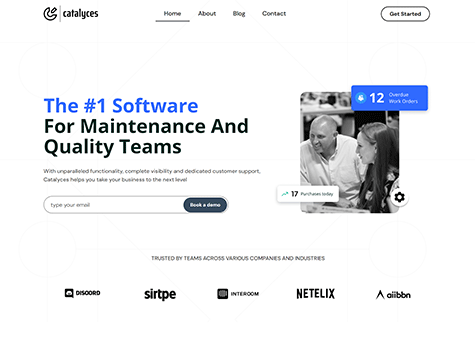 catalyces
Home About Blog Contact
Get Started
The #1 Software
For Maintenance And
Quality Teams
With unparalleled functionality, complete visibility and dedicated customer support,
Catalyces helps you take your business to the next level
type your email
Book a demo
12 Overdue
Work Orders
17 Purchases today
TRUSTED BY TEAMS ACROSS VARIOUS COMPANIES AND INDUSTRIES
DISOORD sirtpe INTEROOM NETELIX aiibbn